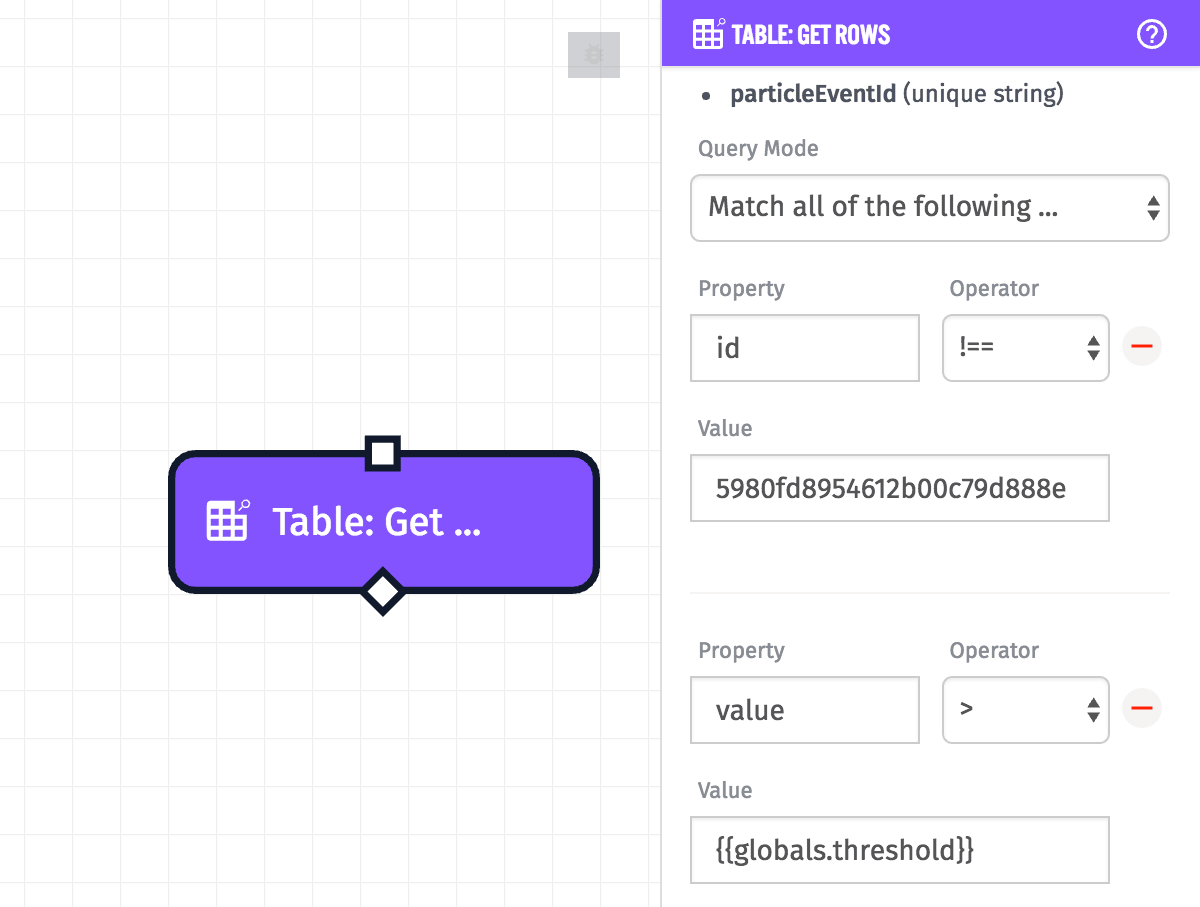 TABLE: GET ROWS
?
• particleEventId (unique string)
Query Mode
Match all of the following ...
Property Operator
id !==
Value
5980fd8954612b00c79d888e
Table: Get ...
Property Operator
value >
Value
{{globals.threshold}}